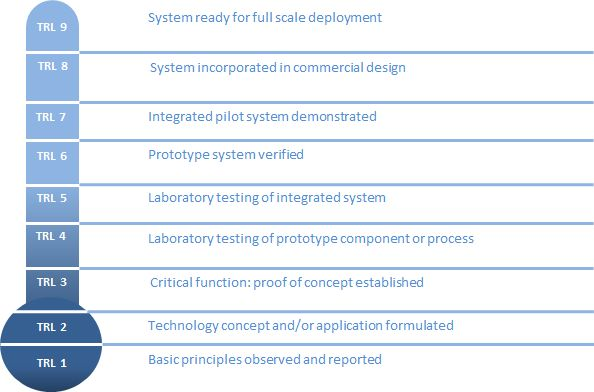 TRL 9 System ready for full scale deployment
TRL 8 System incorporated in commercial design
TRL 7 Integrated pilot system demonstrated
TRL 6 Prototype system verified
TRL 5 Laboratory testing of integrated system
TRL 4 Laboratory testing of prototype component or process
TRL 3 Critical function: proof of concept established
TRL 2 Technology concept and/or application formulated
TRL 1 Basic principles observed and reported